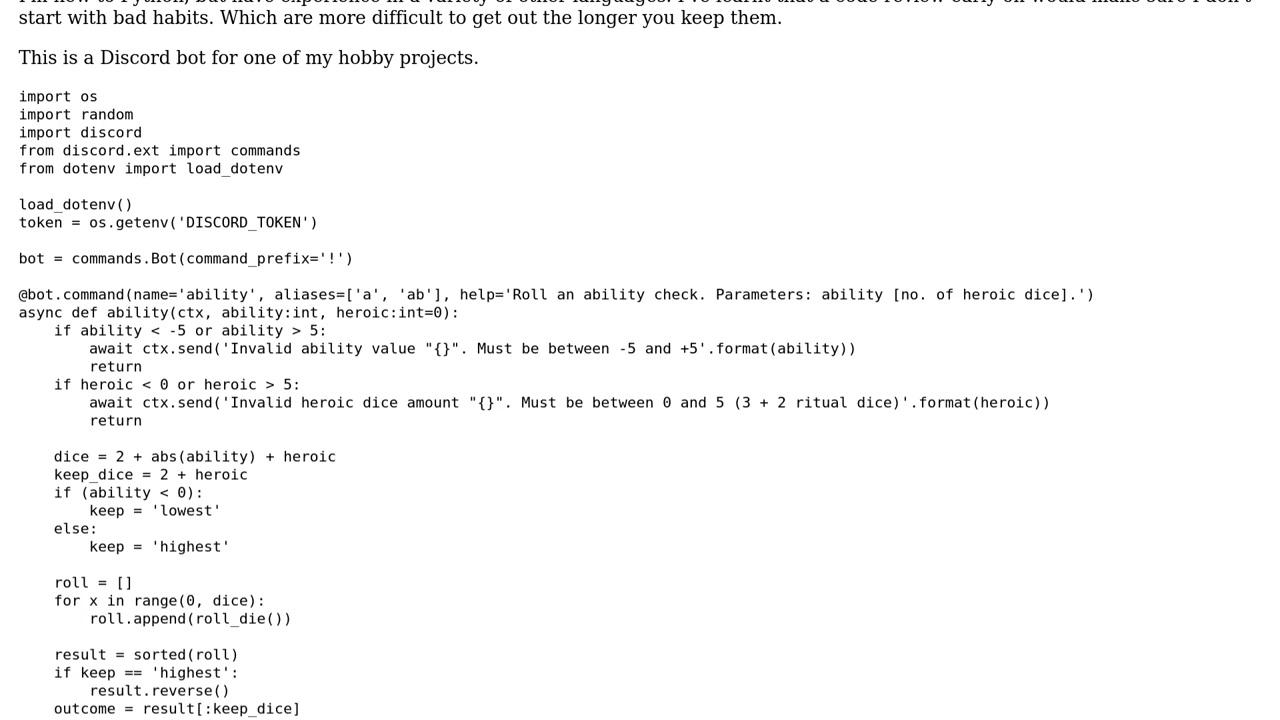 start with bad habits. Which are more difficult to get out the longer you keep them.
This is a Discord bot for one of my hobby projects.
import os
import random
import discord
from discord.ext import commands
from dotenv import load_dotenv
load_dotenv()
token = os.getenv('DISCORD_TOKEN')
bot = commands.Bot(command_prefix='!')
@bot.command(name='ability', aliases=['a', 'ab'], help='Roll an ability check. Parameters: ability [no. of heroic dice].')
async def ability(ctx, ability:int, heroic:int=0):
    if ability < -5 or ability > 5:
        await ctx.send('Invalid ability value "{}". Must be between -5 and +5'.format(ability))
        return
    if heroic < 0 or heroic > 5:
        await ctx.send('Invalid heroic dice amount "{}". Must be between 0 and 5 (3 + 2 ritual dice)'.format(heroic))
        return
    dice = 2 + abs(ability) + heroic
    keep_dice = 2 + heroic
    if (ability < 0):
        keep = 'lowest'
    else:
        keep = 'highest'
    roll = []
    for x in range(0, dice):
        roll.append(roll_die())
    result = sorted(roll)
    if keep == 'highest':
        result.reverse()
    outcome = result[:keep_dice]